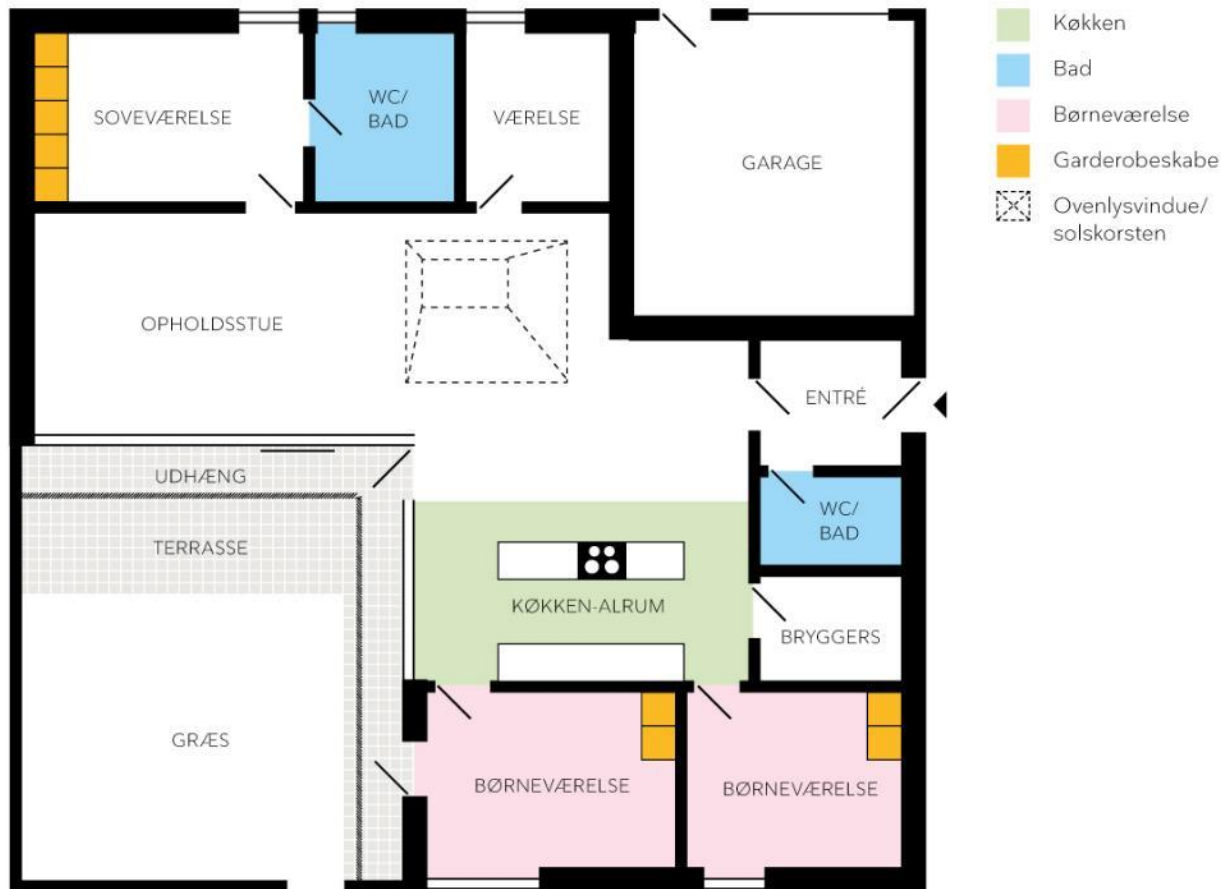 SOVEVÆRELSE
WC/
BAD
VÆRELSE
GARAGE
OPHOLDSSTUE
ENTRÉ
UDHÆNG
TERRASSE
WC/
BAD
KØKKEN-ALRUM
BRYGGERS
GRÆS
BØRNEVÆRELSE
BØRNEVÆRELSE
Køkken
Bad
Børneværelse
Garderobeskabe
Ovenlysvindue/
solskorsten